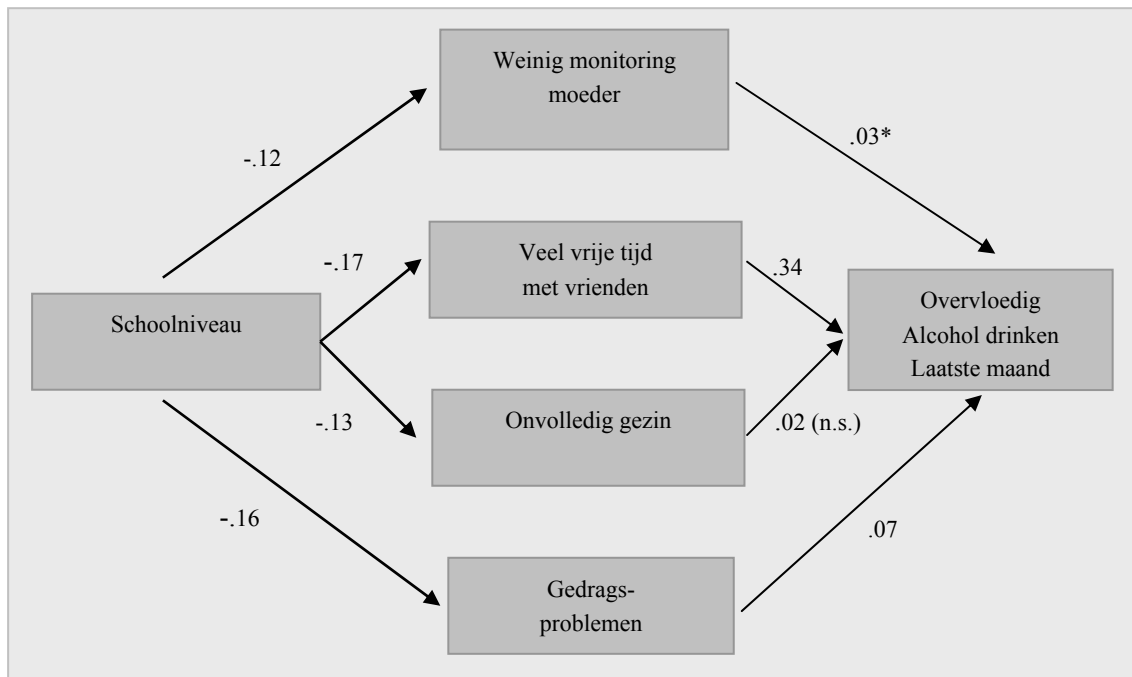 Weinig monitoring
moeder
-.12
.03*
Veel vrije tijd
met vrienden
-.17
.34
Schoolniveau
Overvloedig
Alcohol drinken
Laatste maand
-.13
Onvolledig gezin
.02 (n.s.)
-.16
.07
Gedrags-
problemen